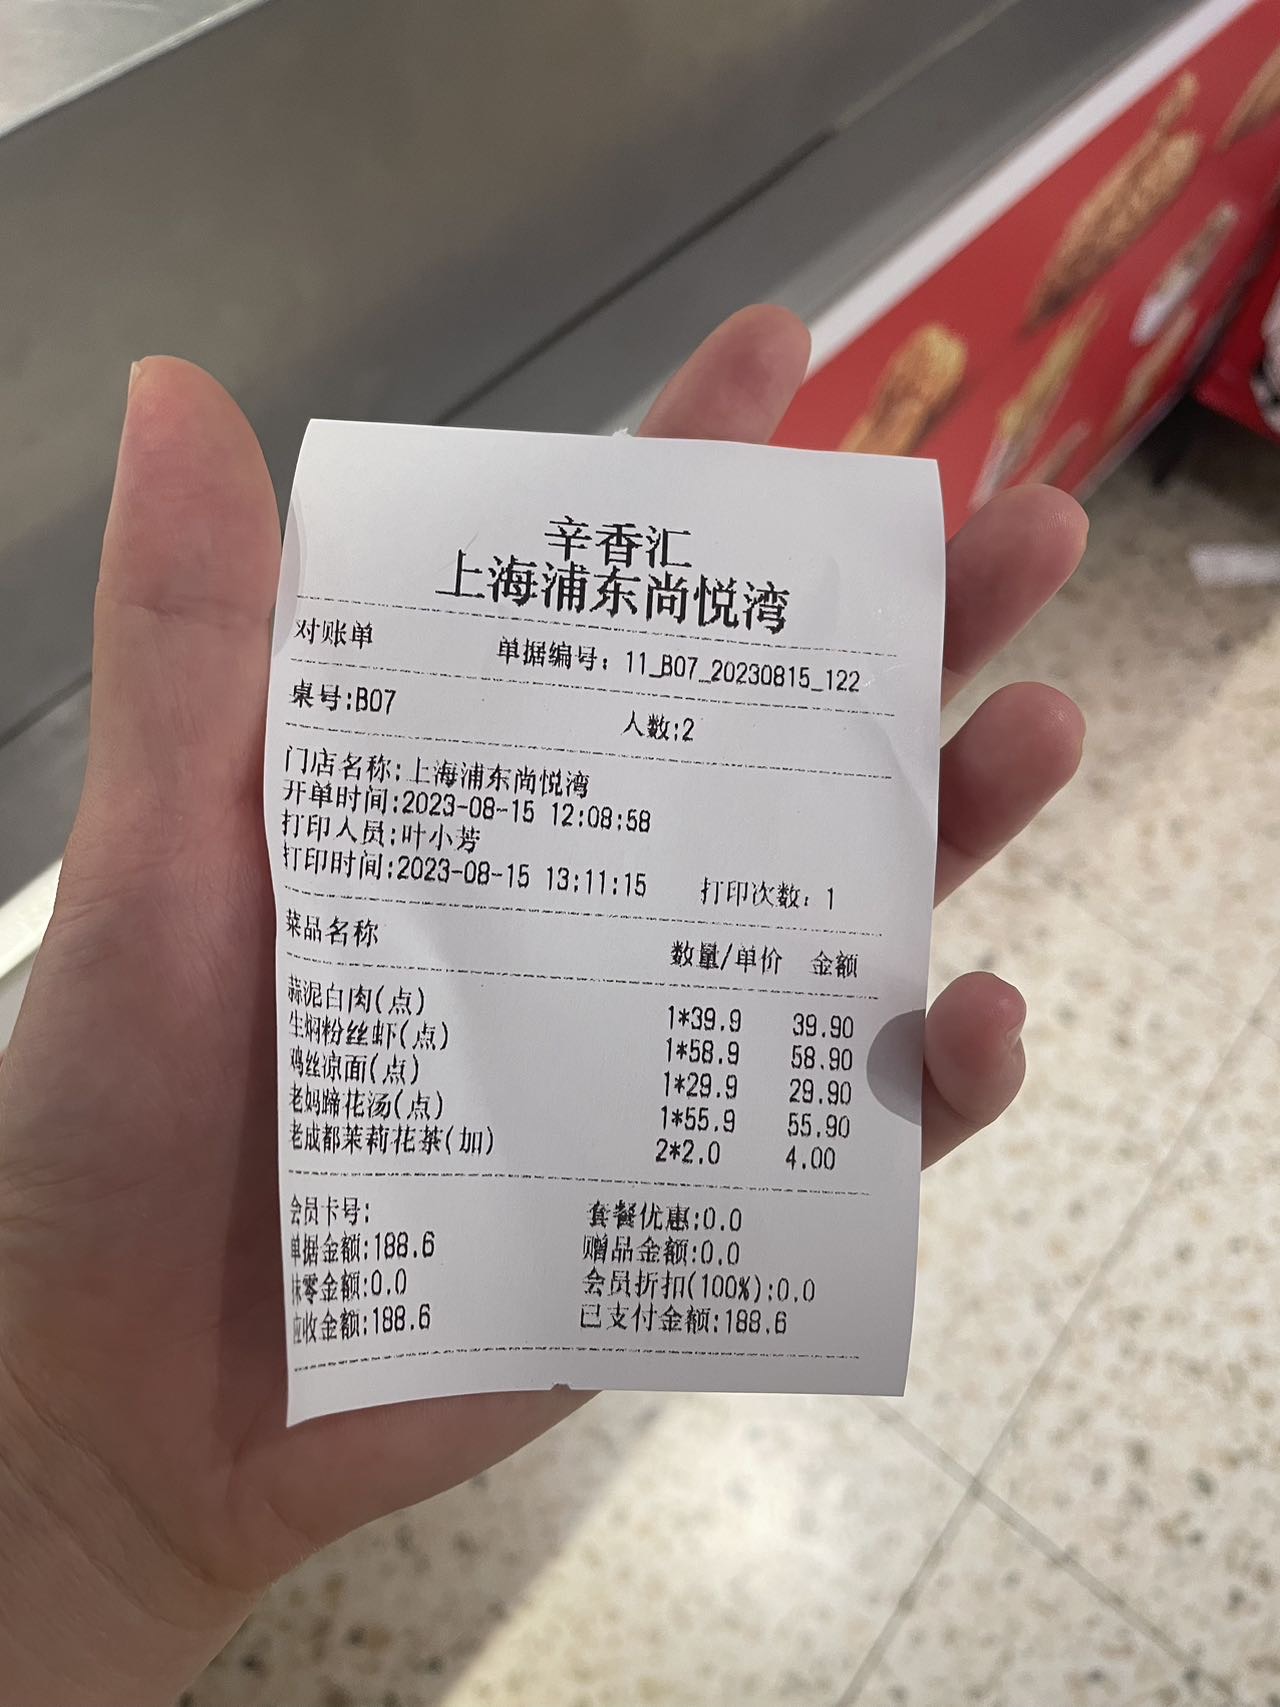 辛香汇
上海浦东尚悦湾
对账单 单据编号: 11_B07_20230815_122
桌号:B07 人数:2
门店名称:上海浦东尚悦湾
开单时间:2023-08-15 12:08:58
打印人员:叶小芳
打印时间:2023-08-15 13:11:15 打印次数: 1
菜品名称 数量/单价 金额
蒜泥白肉(点) 1*39.9 39.90
生焖粉丝虾(点) 1*58.9 58.90
鸡丝凉面(点) 1*29.9 29.90
老妈蹄花汤(点) 1*55.9 55.90
老成都茉莉花茶(加) 2*2.0 4.00
会员卡号: 套餐优惠:0.0
单据金额:188.6 赠品金额:0.0
抹零金额:0.0 会员折扣(100%):0.0
应收金额:188.6 已支付金额:188.6